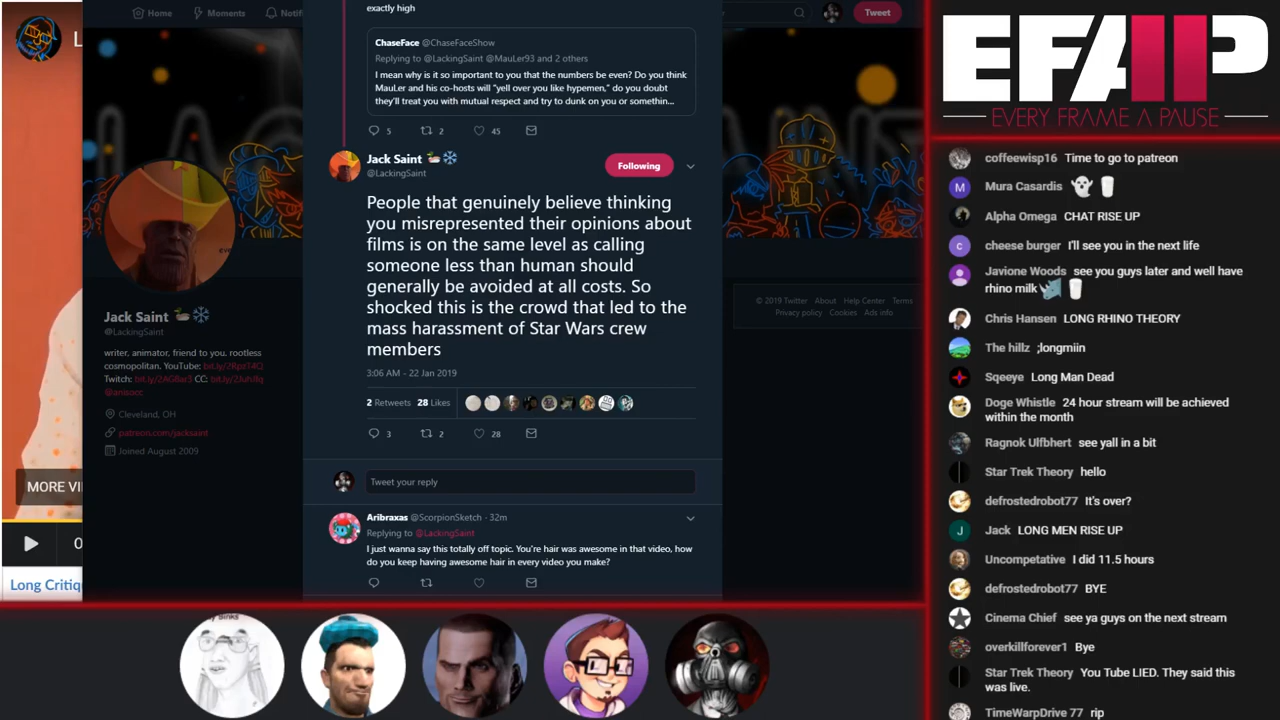 Home
Moments
Notifi
Tweet
exactly high
ChaseFace @ChaseFaceShow
Replying to @LackingSaint @MauLer93 and 2 others
I mean why is it so important to you that the numbers be even? Do you think
MauLer and his co-hosts will "yell over you like hypemen," do you doubt
they'll treat you with mutual respect and try to dunk on you or somethin...
5
2
45
Jack Saint
@LackingSaint
Following
People that genuinely believe thinking
you misrepresented their opinions about
films is on the same level as calling
someone less than human should
generally be avoided at all costs. So
shocked this is the crowd that led to the
mass harassment of Star Wars crew
members
3:06 AM - 22 Jan 2019
2 Retweets 28 Likes
3
2
28
Tweet your reply
Aribraxas @ScorpionSketch · 32m
Replying to @LackingSaint
I just wanna say this totally off topic. You're hair was awesome in that video, how
do you keep having awesome hair in every video you make?
Jack Saint
@LackingSaint
writer, animator, friend to you. rootless
cosmopolitan. YouTube:
Twitch:
CC:
@anisocc
Cleveland, OH
patreon.com/jacksaint
Joined August 2009
© 2019 Twitter About Help Center Terms
Privacy policy Cookies Ads info
L
MORE VI
0
Long Critiq
EFAP
EVERY FRAME A PAUSE
coffeewisp16 Time to go to patreon
Mura Casardis
Alpha Omega CHAT RISE UP
cheese burger I'll see you in the next life
Javione Woods see you guys later and well have
rhino milk
Chris Hansen LONG RHINO THEORY
The hillz ;longmiin
Sqeeye Long Man Dead
Doge Whistle 24 hour stream will be achieved
within the month
Ragnok Ulfbhert see yall in a bit
Star Trek Theory hello
defrostedrobot77 It's over?
Jack LONG MEN RISE UP
Uncompetative I did 11.5 hours
defrostedrobot77 BYE
Cinema Chief see ya guys on the next stream
overkillforever1 Bye
Star Trek Theory You Tube LIED. They said this
was live.
TimeWarpDrive 77 rip